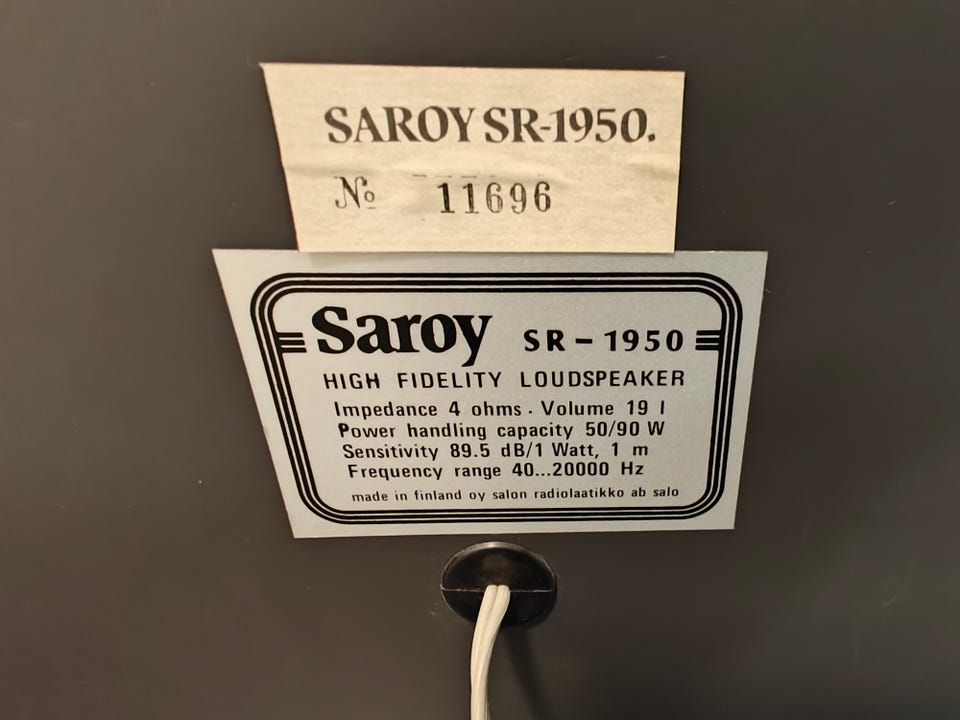 SAROY SR-1950.
No 11696
Saroy SR-1950
HIGH FIDELITY LOUDSPEAKER
Impedance 4 ohms · Volume 19 l
Power handling capacity 50/90 W
Sensitivity 89.5 dB/1 Watt, 1 m
Frequency range 40...20000 Hz
made in finland oy salon radiolaatikko ab salo